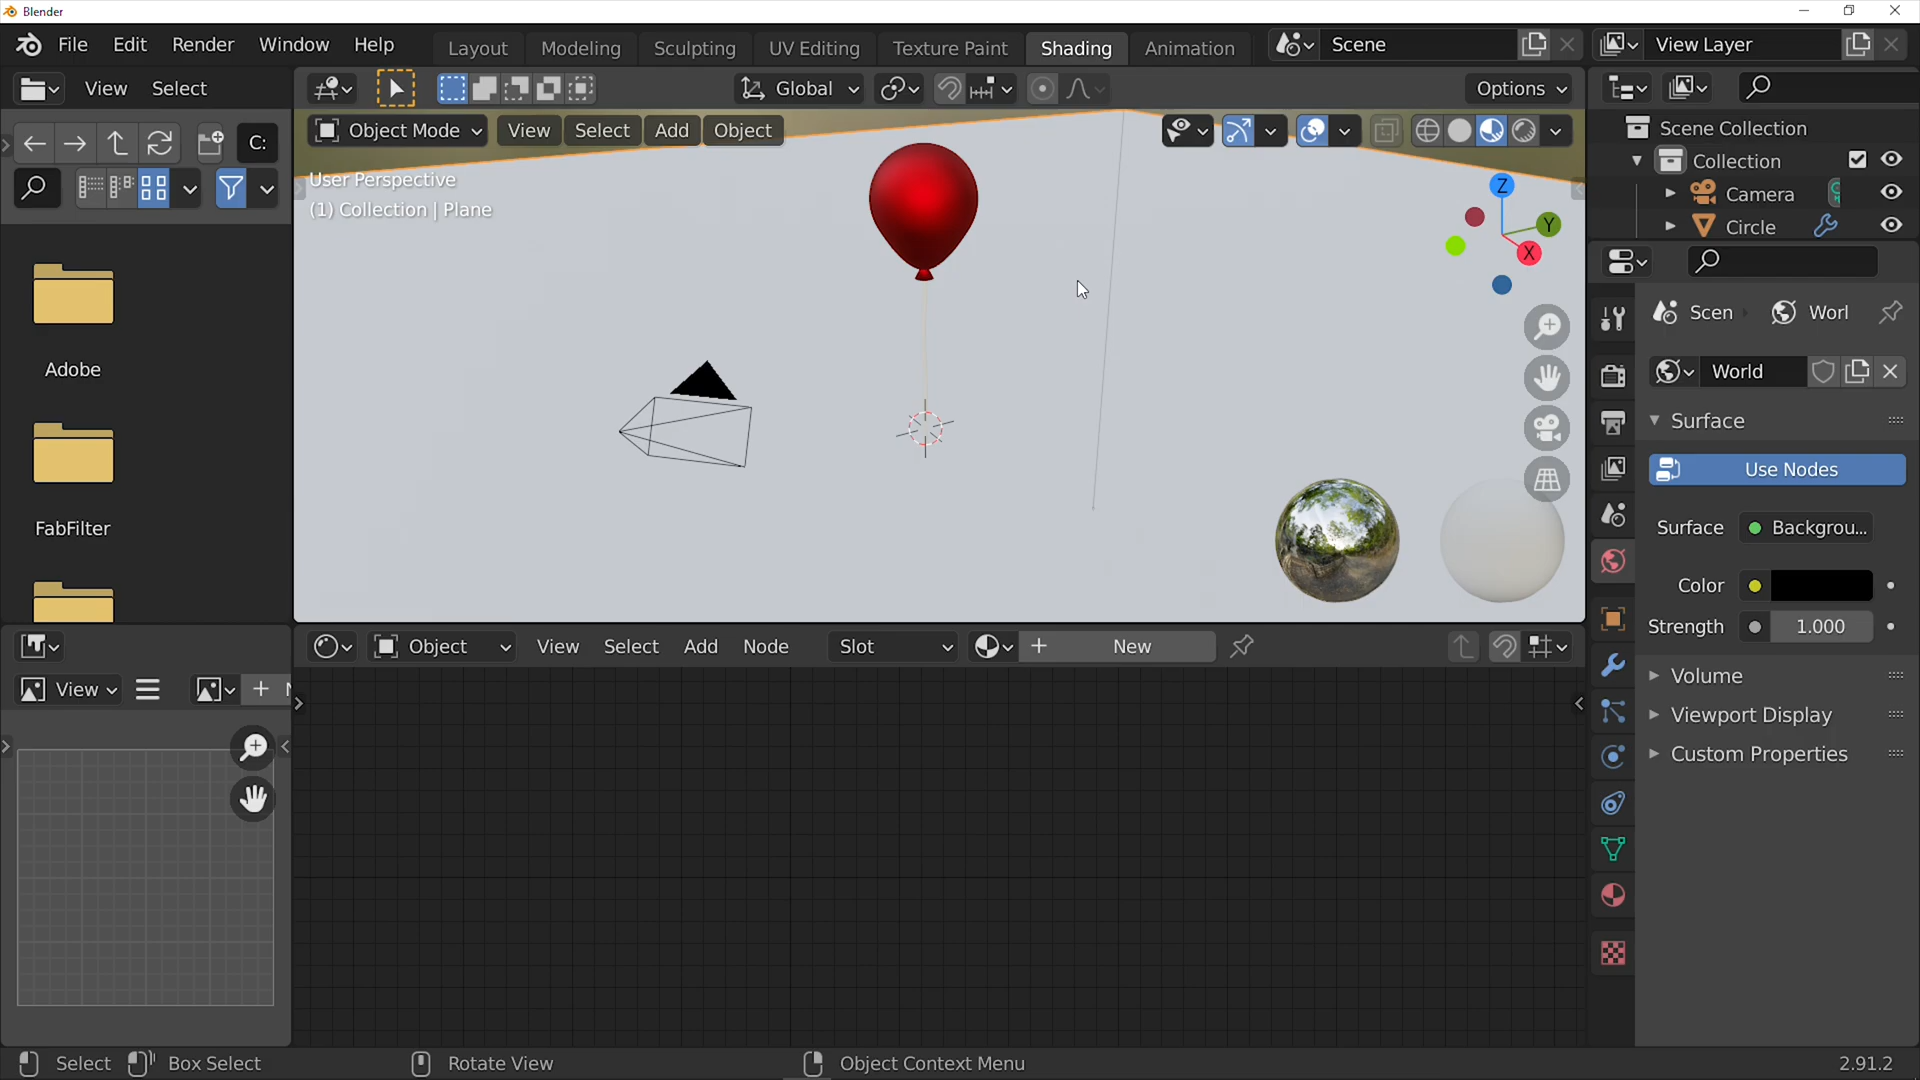 Blender
File Edit Render Window Help Layout Modeling Sculpting UV Editing Texture Paint Shading Animation Scene View Layer
View Select Global Options
C: Object Mode View Select Add Object
User Perspective
(1) Collection | Plane
Z
Y
X
Adobe
FabFilter
Scene Collection
Collection
Camera
Circle
Scen Worl
World
Surface
Use Nodes
Surface Backgrou...
Color
Strength 1.000
Volume
Viewport Display
Custom Properties
Object View Select Add Node Slot New
View
Select Box Select Rotate View Object Context Menu 2.91.2